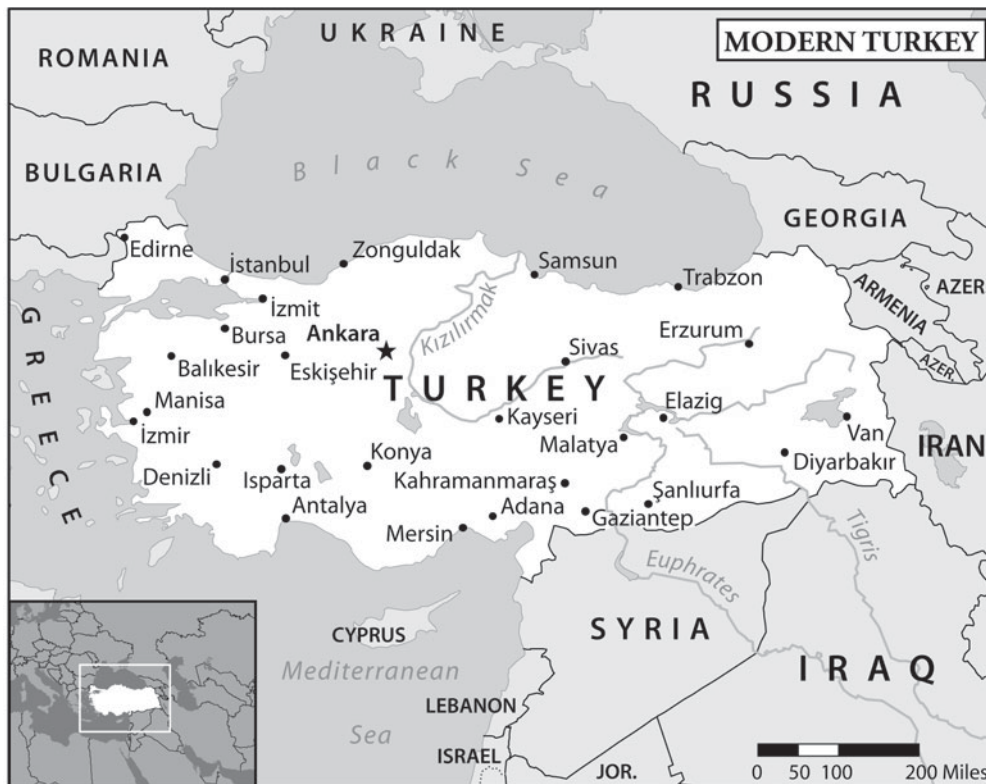 MODERN TURKEY
UKRAINE
ROMANIA
RUSSIA
BULGARIA
Black Sea
GEORGIA
Edirne
Zonguldak
İstanbul
Samsun
Trabzon
ARMENIA
AZER.
İzmit
Bursa
Ankara
Kızılırmak
Erzurum
Sivas
AZER.
Balıkesir
Eskişehir
TURKEY
GREECE
Manisa
Kayseri
Elazig
İzmir
Malatya
Van
IRAN
Konya
Denizli
Isparta
Kahramanmaraş
Diyarbakır
Antalya
Adana
Şanlıurfa
Mersin
Gaziantep
Tigris
Euphrates
CYPRUS
SYRIA
Mediterranean
Sea
IRAQ
LEBANON
ISRAEL
JOR.
0 50 100 200 Miles